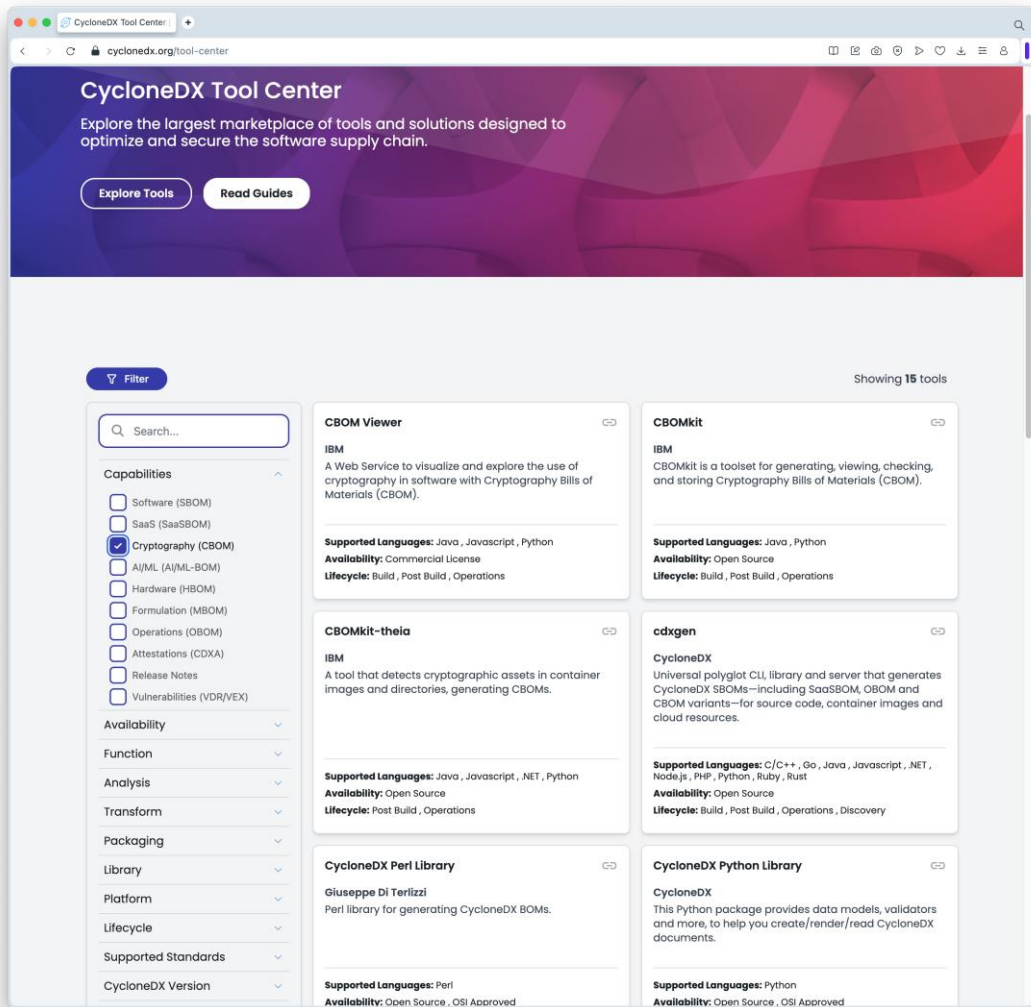 CycloneDX Tool Center |
cyclonedx.org/tool-center
CycloneDX Tool Center
Explore the largest marketplace of tools and solutions designed to
optimize and secure the software supply chain.
Explore Tools
Read Guides
Filter
Showing 15 tools
Search...
Capabilities
Software (SBOM)
SaaS (SaaSBOM)
Cryptography (CBOM)
AI/ML (AI/ML-BOM)
Hardware (HBOM)
Formulation (MBOM)
Operations (OBOM)
Attestations (CDXA)
Release Notes
Vulnerabilities (VDR/VEX)
Availability
Function
Analysis
Transform
Packaging
Library
Platform
Lifecycle
Supported Standards
CycloneDX Version
CBOM Viewer
IBM
A Web Service to visualize and explore the use of
cryptography in software with Cryptography Bills of
Materials (CBOM).
Supported Languages: Java , Javascript , Python
Availability: Commercial License
Lifecycle: Build , Post Build , Operations
CBOMkit
IBM
CBOMkit is a toolset for generating, viewing, checking,
and storing Cryptography Bills of Materials (CBOM).
Supported Languages: Java , Python
Availability: Open Source
Lifecycle: Build , Post Build , Operations
CBOMkit-theia
IBM
A tool that detects cryptographic assets in container
images and directories, generating CBOMs.
Supported Languages: Java , Javascript , .NET , Python
Availability: Open Source
Lifecycle: Post Build , Operations
cdxgen
CycloneDX
Universal polyglot CLI, library and server that generates
CycloneDX SBOMs—including SaaSBOM, OBOM and
CBOM variants—for source code, container images and
cloud resources.
Supported Languages: C/C++ , Go , Java , Javascript , .NET ,
Node.js , PHP , Python , Ruby , Rust
Availability: Open Source
Lifecycle: Build , Post Build , Operations , Discovery
CycloneDX Perl Library
Giuseppe Di Terlizzi
Perl library for generating CycloneDX BOMs.
Supported Languages: Perl
Availability: Open Source , OSI Approved
CycloneDX Python Library
CycloneDX
This Python package provides data models, validators
and more, to help you create/render/read CycloneDX
documents.
Supported Languages: Python
Availability: Open Source , OSI Approved